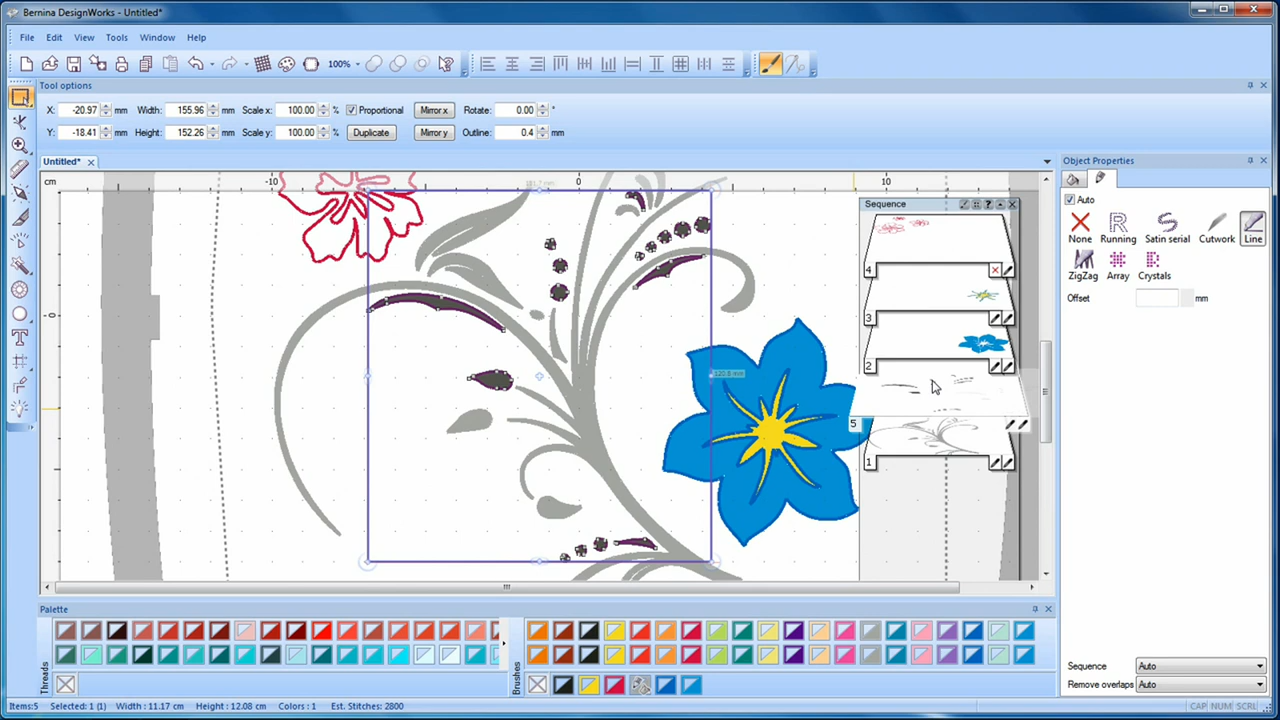 Bernina DesignWorks - Untitled*
File Edit View Tools Window Help
100%
Tool options
X: -20.97 mm Width: 155.96 mm Scale x: 100.00 % Proportional Mirror x Rotate: 0.00 °
Y: -18.41 mm Height: 152.26 mm Scale y: 100.00 % Duplicate Mirror y Outline: 0.4 mm
Untitled*
cm -10 0 10
0
120.8 mm
Sequence
4
3
2
5
1
Object Properties
Auto
None Running Satin serial Cutwork Line
ZigZag Array Crystals
Offset mm
Sequence Auto
Remove overlaps Auto
Palette
Threads
Brushes
Items:5 Selected: 1 (1) Width : 11.17 cm Height : 12.08 cm Colors : 1 Est. Stitches: 2800 CAP NUM SCRL